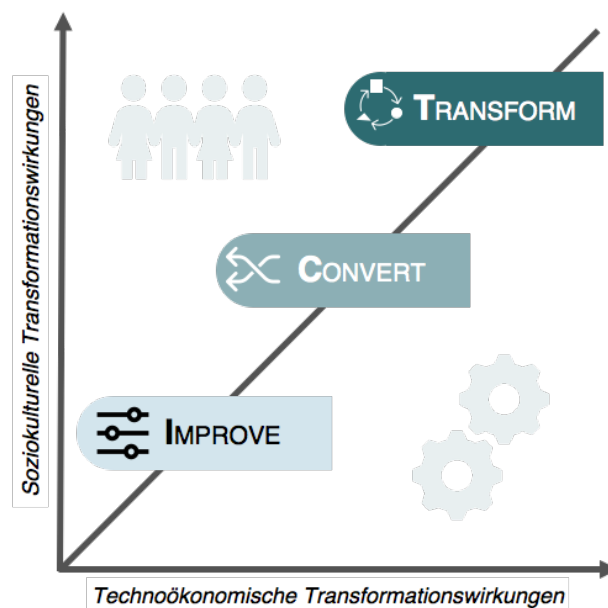 Soziokulturelle Transformationswirkungen
TRANSFORM
CONVERT
IMPROVE
Technoökonomische Transformationswirkungen